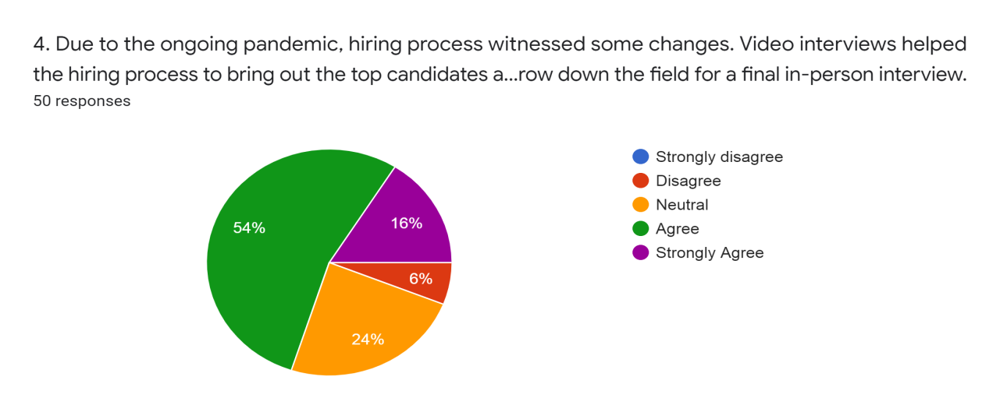 4. Due to the ongoing pandemic, hiring process witnessed some changes. Video interviews helped
the hiring process to bring out the top candidates a...row down the field for a final in-person interview.
50 responses
54%
16%
6%
24%
Strongly disagree
Disagree
Neutral
Agree
Strongly Agree